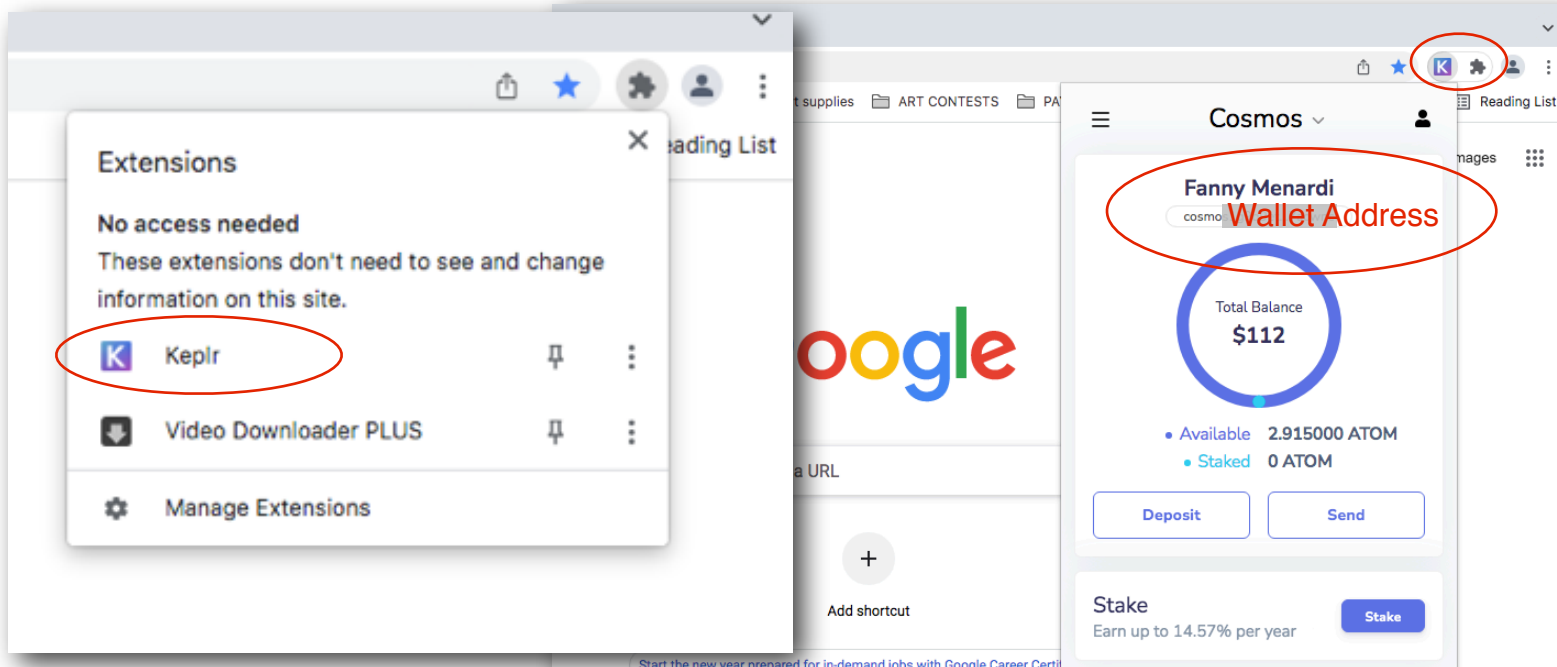 eading List
Extensions
No access needed
These extensions don't need to see and change
information on this site.
Keplr
Video Downloader PLUS
Manage Extensions
t supplies
ART CONTESTS
PA
Reading List
mages
oogle
a URL
Add shortcut
Start the new year prepared for in-demand jobs with Google Career Certi
K
Cosmos
Fanny Menardi
cosmo
Wallet Address
Total Balance
$112
Available 2.915000 ATOM
Staked 0 ATOM
Deposit Send
Stake
Earn up to 14.57% per year
Stake